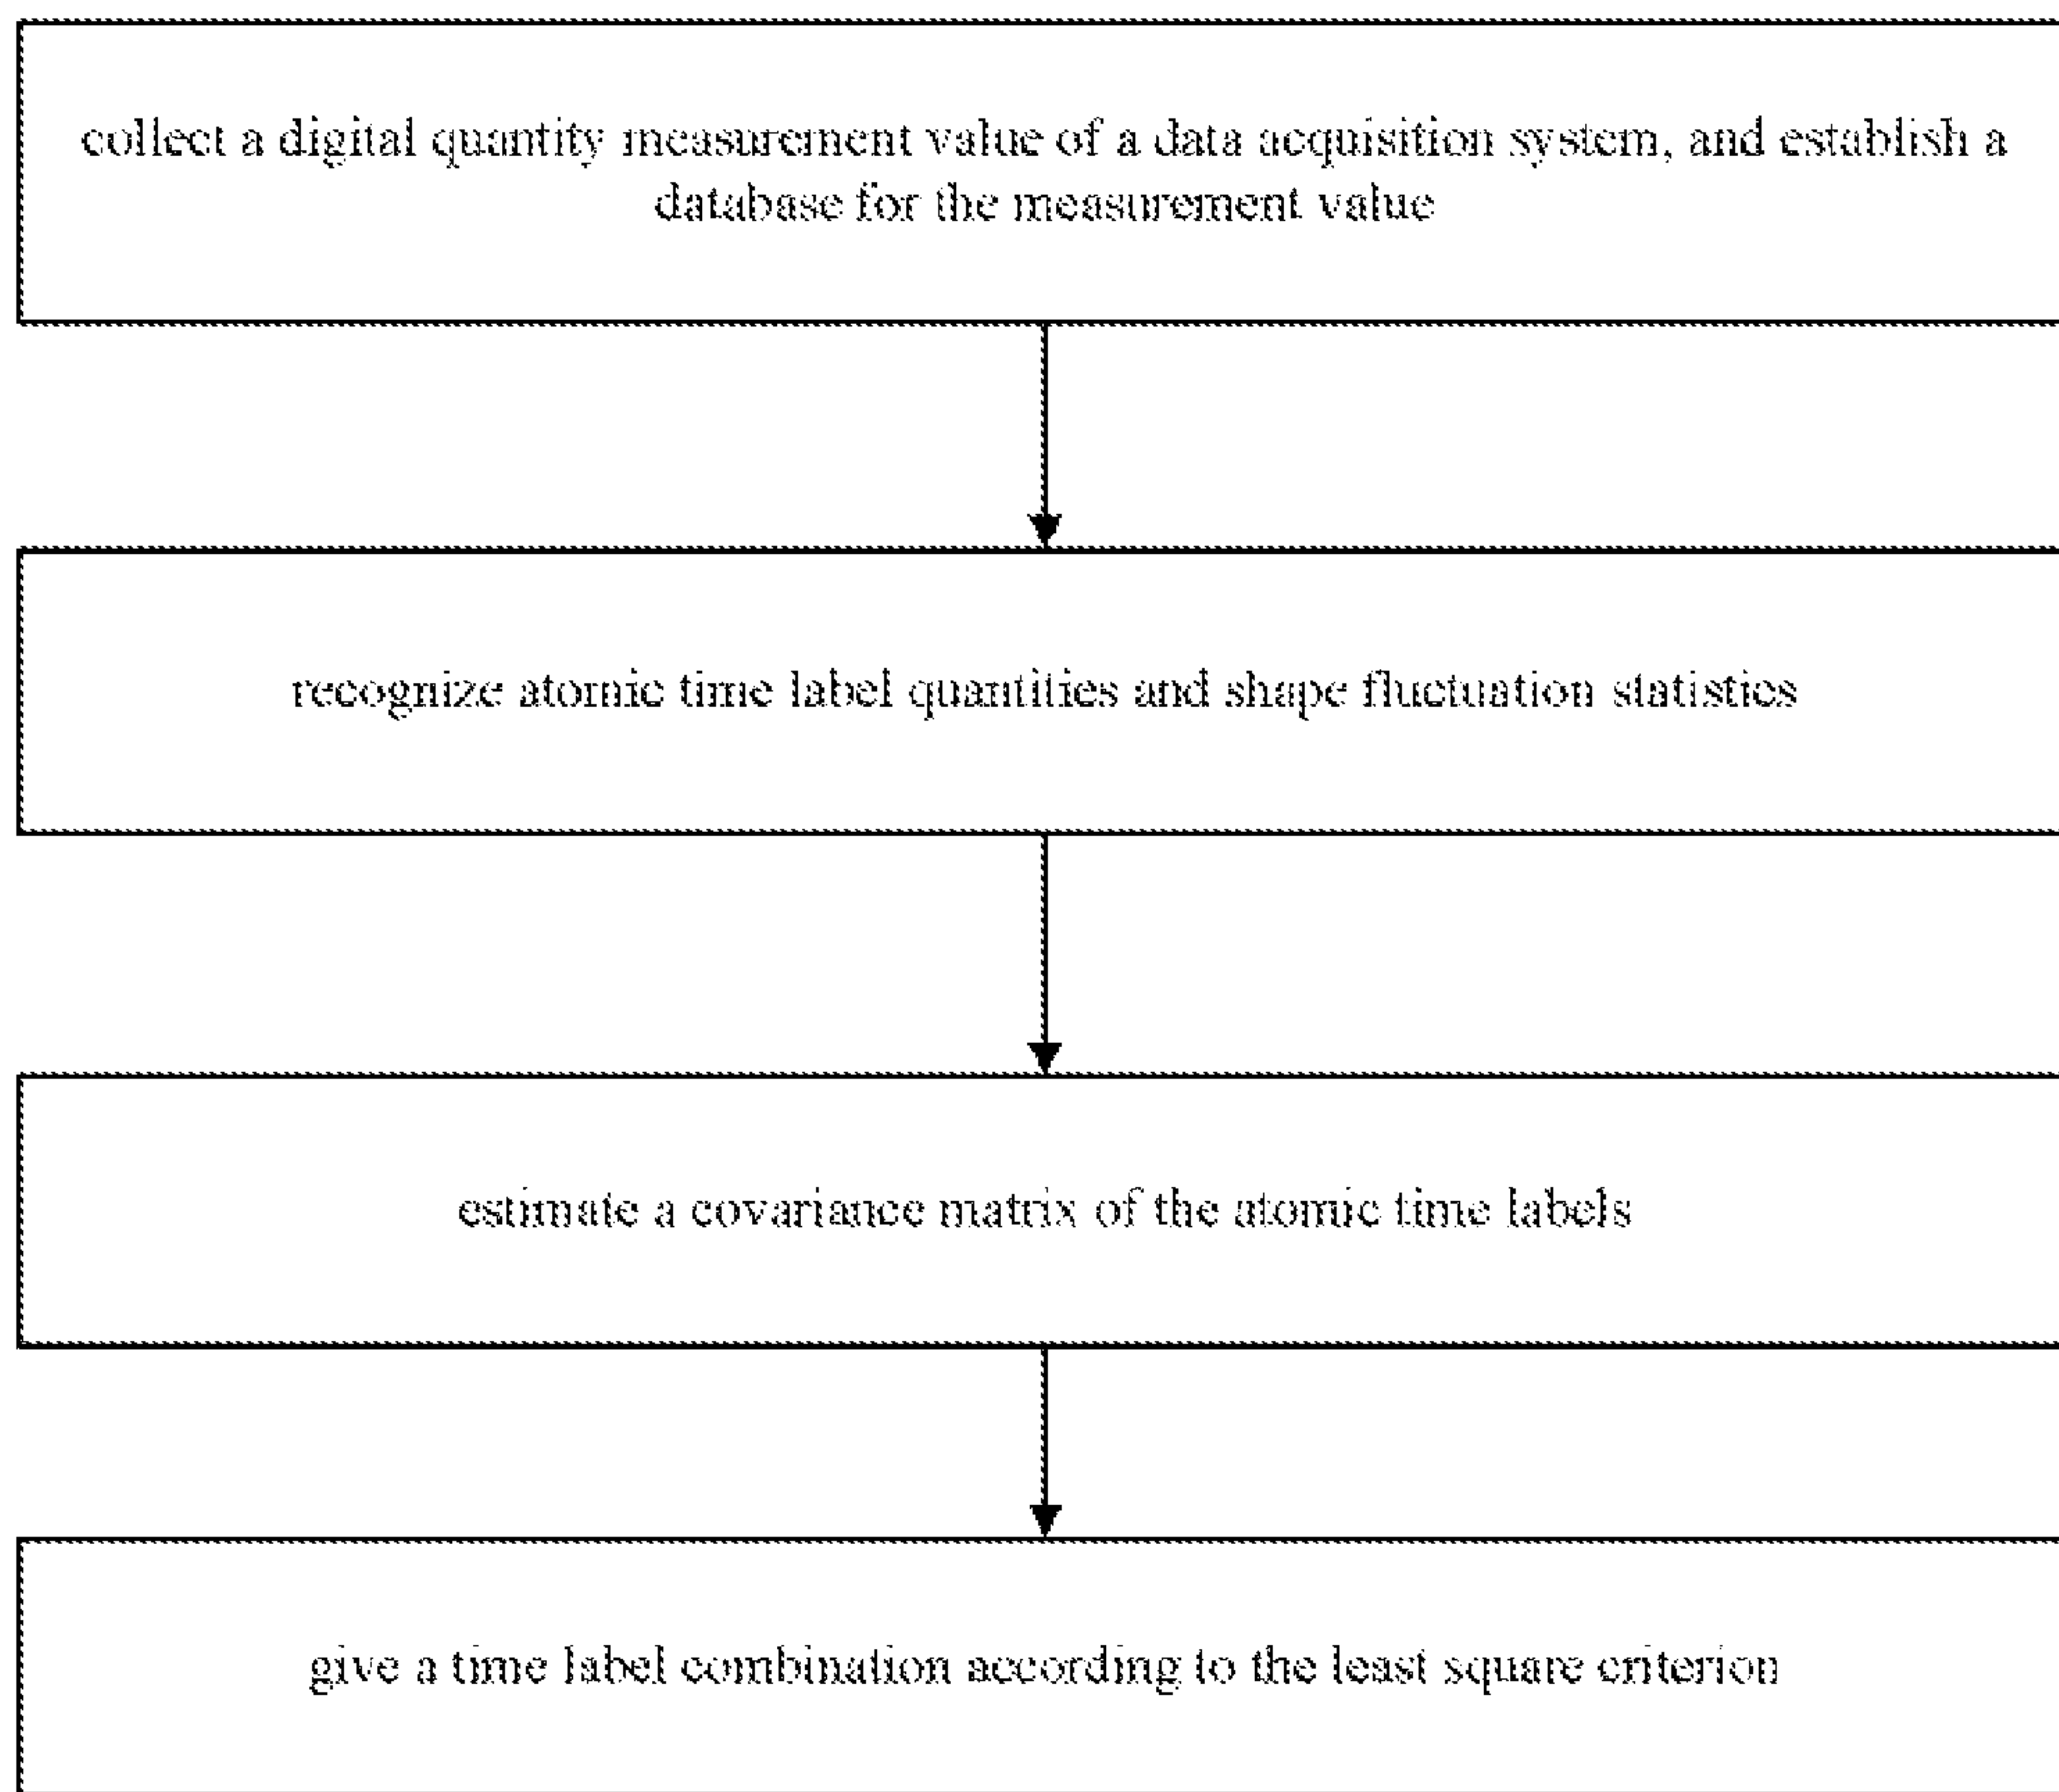 collect a digital quantity measurement value of a data acquisition system, and establish a
database for the measurement value
recognize atomic time label quantities and shape fluctuation statistics
estimate a covariance matrix of the atomic time labels
give a time label combination according to the least square criterion